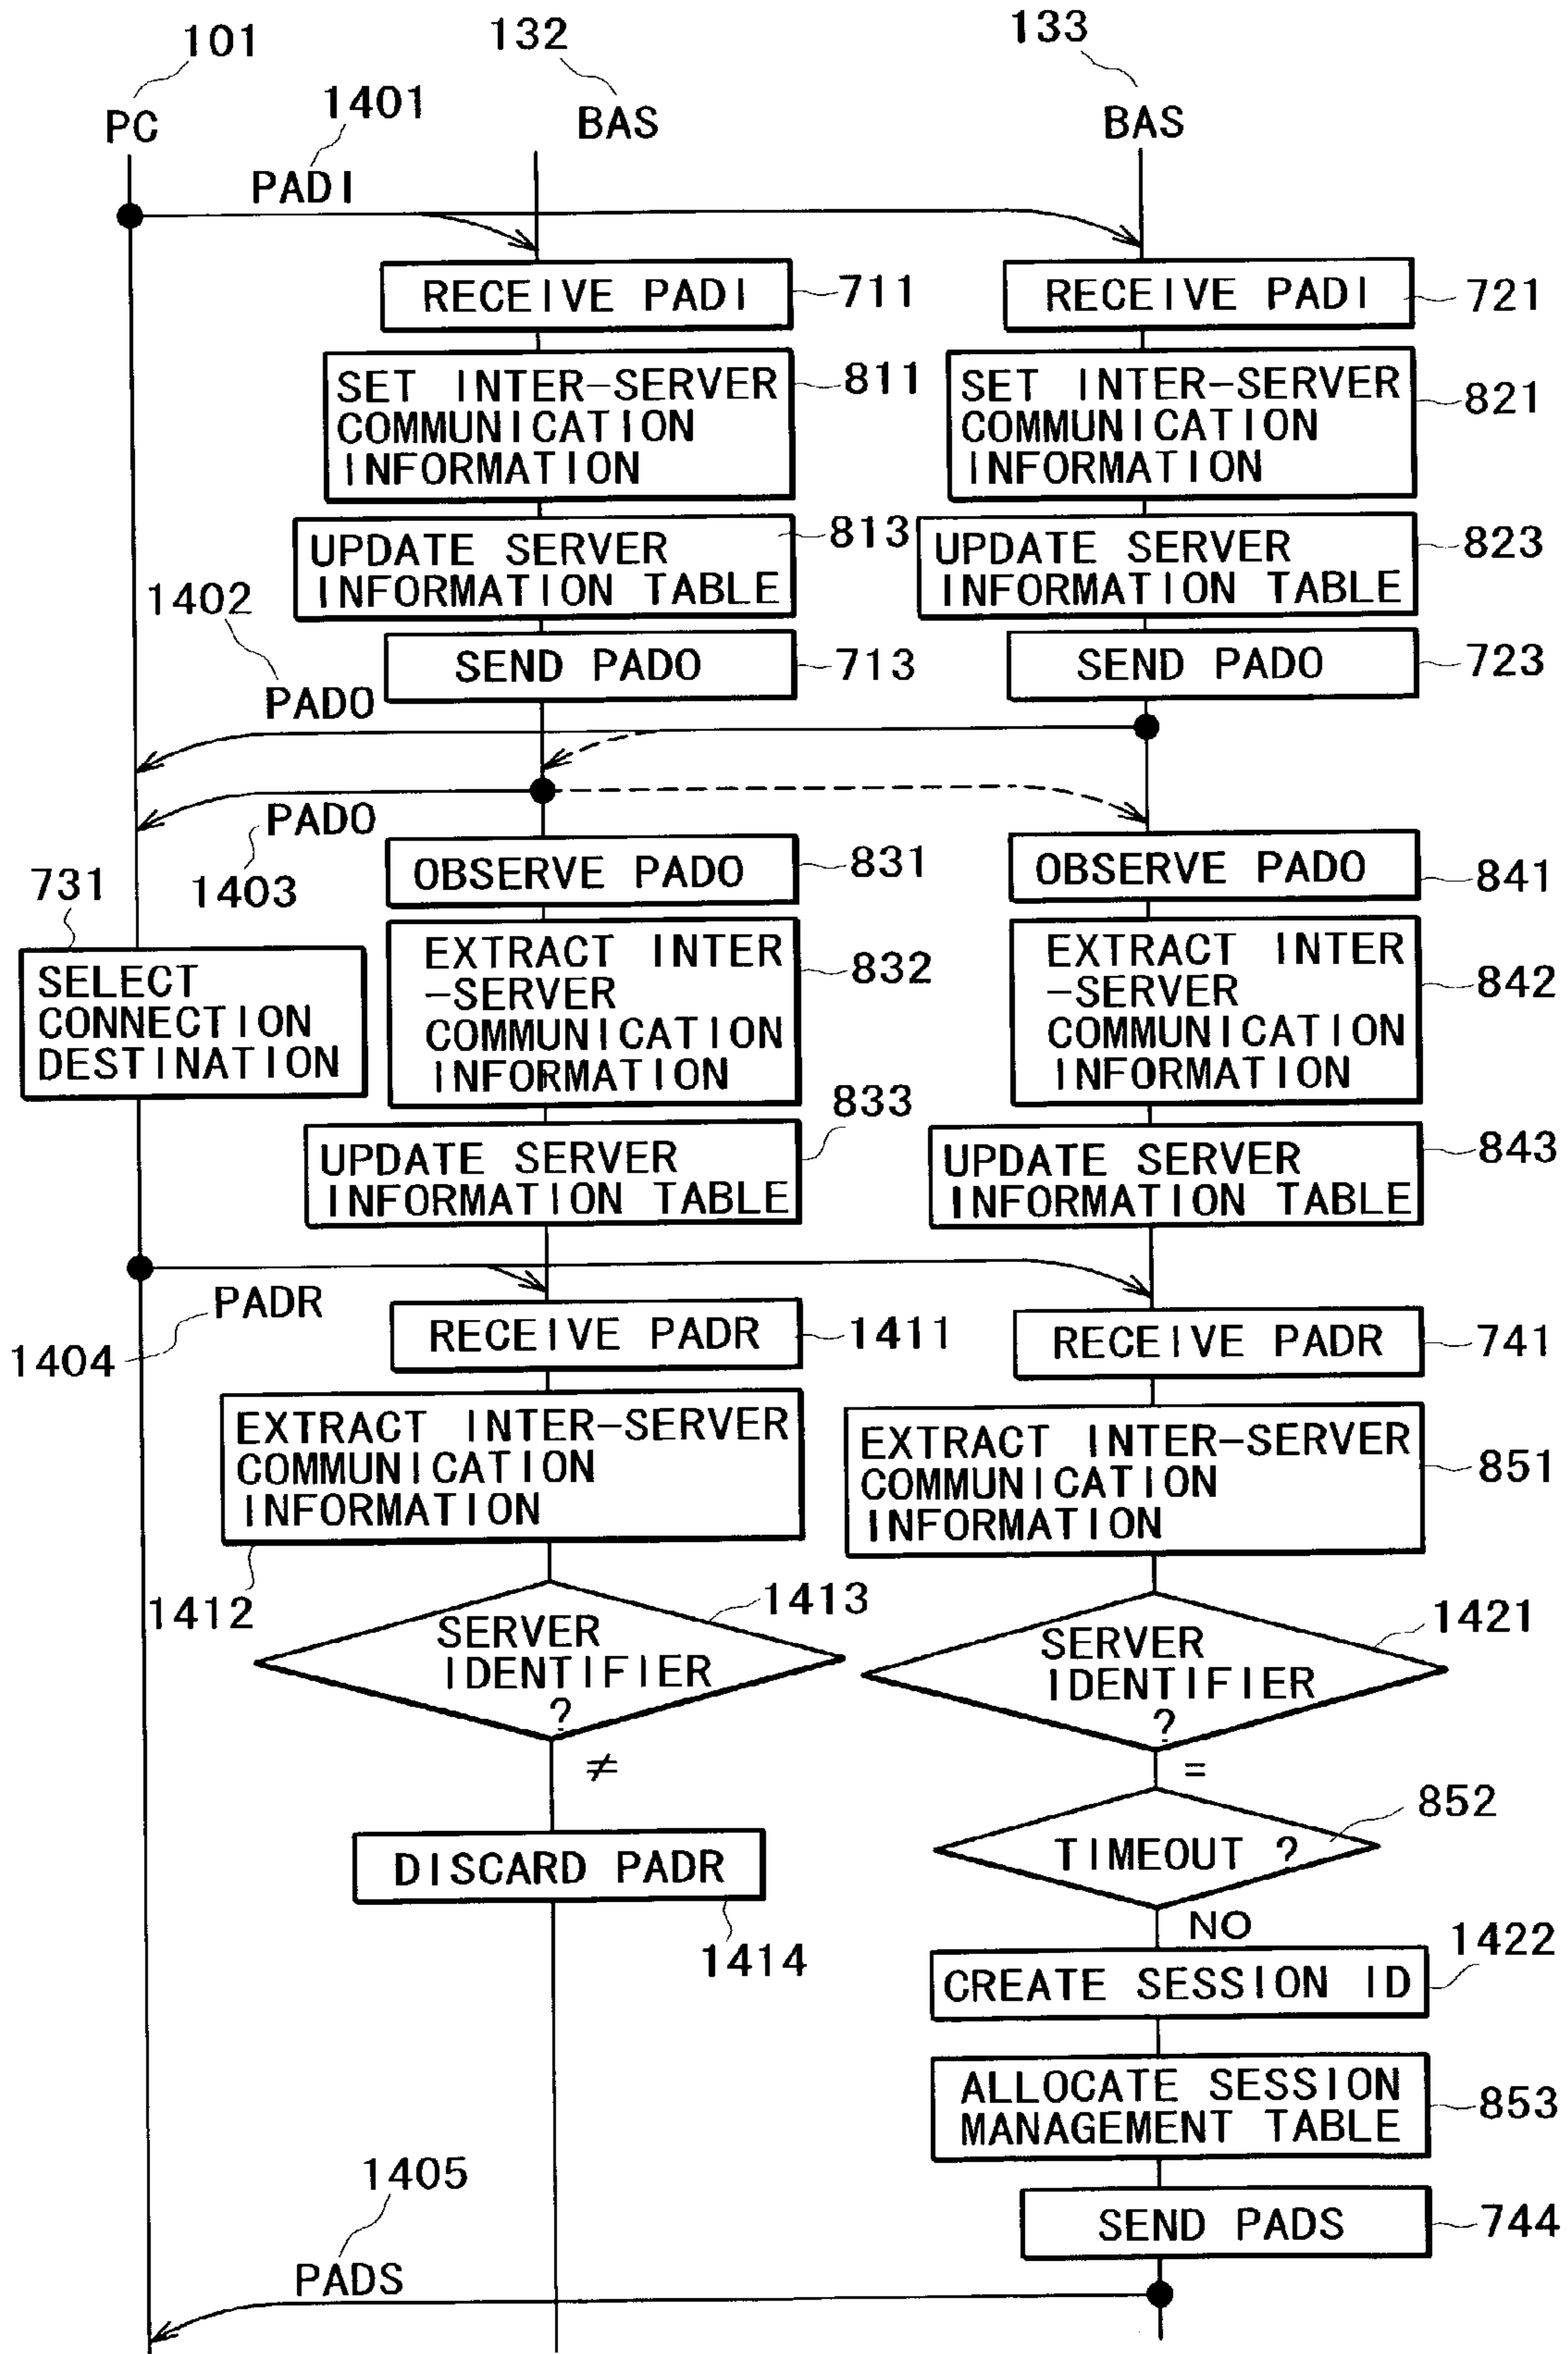 101
132
133
PC
1401
BAS
BAS
PADI
RECEIVE PADI
711
RECEIVE PADI
721
SET INTER-SERVER
COMMUNICATION
INFORMATION
811
SET INTER-SERVER
COMMUNICATION
INFORMATION
821
UPDATE SERVER
INFORMATION TABLE
813
UPDATE SERVER
INFORMATION TABLE
823
1402
SEND PADO
713
SEND PADO
723
PADO
PADO
1403
OBSERVE PADO
831
OBSERVE PADO
841
731
SELECT
CONNECTION
DESTINATION
EXTRACT INTER
-SERVER
COMMUNICATION
INFORMATION
832
EXTRACT INTER
-SERVER
COMMUNICATION
INFORMATION
842
833
UPDATE SERVER
INFORMATION TABLE
UPDATE SERVER
INFORMATION TABLE
843
PADR
1404
RECEIVE PADR
1411
RECEIVE PADR
741
EXTRACT INTER-SERVER
COMMUNICATION
INFORMATION
1412
EXTRACT INTER-SERVER
COMMUNICATION
INFORMATION
851
SERVER
IDENTIFIER
?
1413
SERVER
IDENTIFIER
?
1421
≠
=
TIMEOUT ?
852
DISCARD PADR
1414
NO
CREATE SESSION ID
1422
ALLOCATE SESSION
MANAGEMENT TABLE
853
1405
SEND PADS
744
PADS